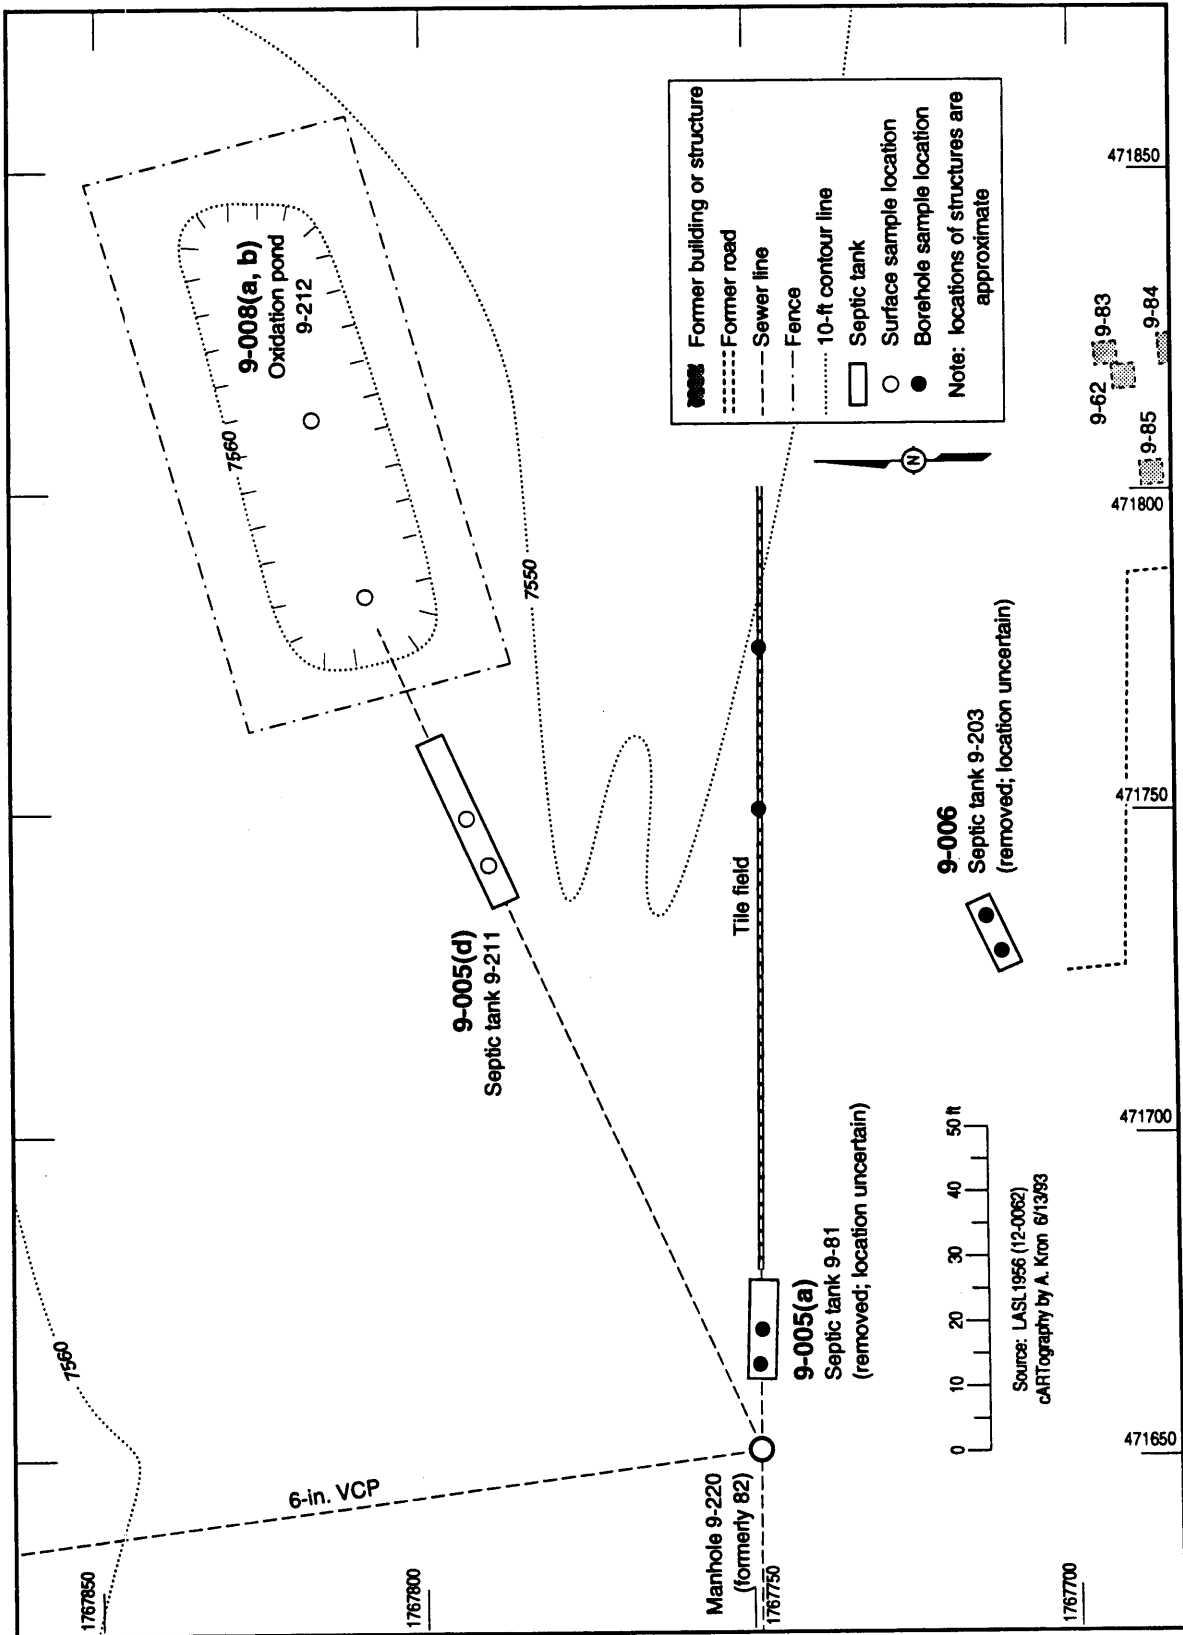 9-008(a, b)
Oxidation pond
9-212
7560
7550
9-005(d)
Septic tank 9-211
7560
6-in. VCP
Manhole 9-220
(formerly 82)
Tile field
9-005(a)
Septic tank 9-81
(removed; location uncertain)
9-006
Septic tank 9-203
(removed; location uncertain)
9-85
9-62
9-83
9-84
Former building or structure
Former road
Sewer line
Fence
10-ft contour line
Septic tank
Surface sample location
Borehole sample location
Note: locations of structures are
approximate
N
0 10 20 30 40 50 ft
Source: LASL1956 (12-0062)
cARTography by A. Kron 6/13/93
1767850
1767800
1767750
1767700
471650
471700
471750
471800
471850